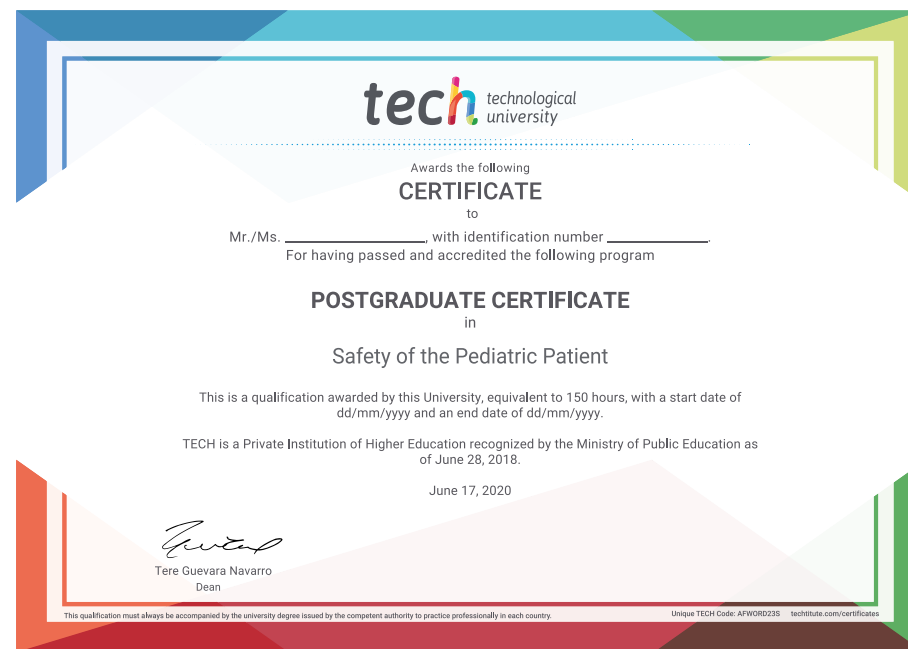 tech technological
university
Awards the following
CERTIFICATE
to
Mr./Ms. ____________, with identification number ____________.
For having passed and accredited the following program
POSTGRADUATE CERTIFICATE
in
Safety of the Pediatric Patient
This is a qualification awarded by this University, equivalent to 150 hours, with a start date of
dd/mm/yyyy and an end date of dd/mm/yyyy.
TECH is a Private Institution of Higher Education recognized by the Ministry of Public Education as
of June 28, 2018.
June 17, 2020
Tere Guevara Navarro
Dean
This qualification must always be accompanied by the university degree issued by the competent authority to practice professionally in each country.
Unique TECH Code: AFWORD23S techtitute.com/certificates